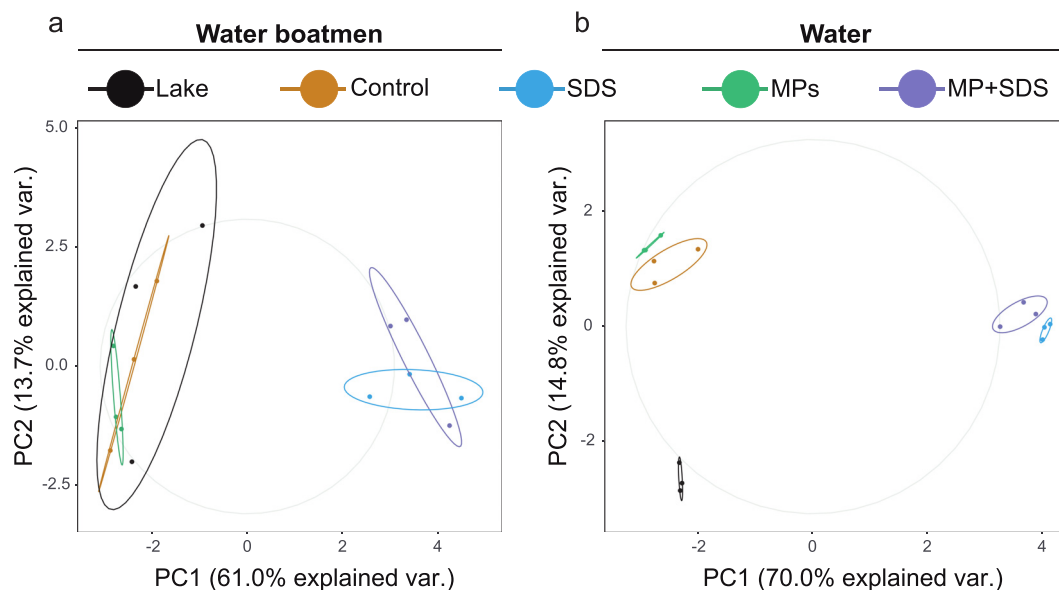 a
b
Water boatmen
Water
Lake
Control
SDS
MPs
MP+SDS
5.0
2.5
0.0
-2.5
PC2 (13.7% explained var.)
-2
0
2
4
PC1 (61.0% explained var.)
2
0
-2
PC2 (14.8% explained var.)
-2
0
2
4
PC1 (70.0% explained var.)